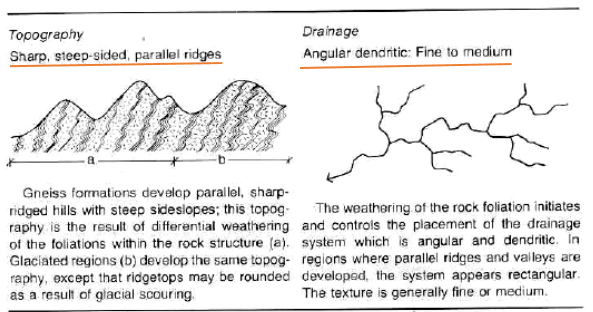 Topography
Sharp, steep-sided, parallel ridges
a
b
Gneiss formations develop parallel, sharp-
ridged hills with steep sideslopes; this topog-
raphy is the result of differential weathering
of the foliations within the rock structure (a).
Glaciated regions (b) develop the same topog-
raphy, except that ridgetops may be rounded
as a result of glacial scouring.
Drainage
Angular dendritic: Fine to medium
The weathering of the rock foliation initiates
and controls the placement of the drainage
system which is angular and dendritic. In
regions where parallel ridges and valleys are
developed, the system appears rectangular.
The texture is generally fine or medium.